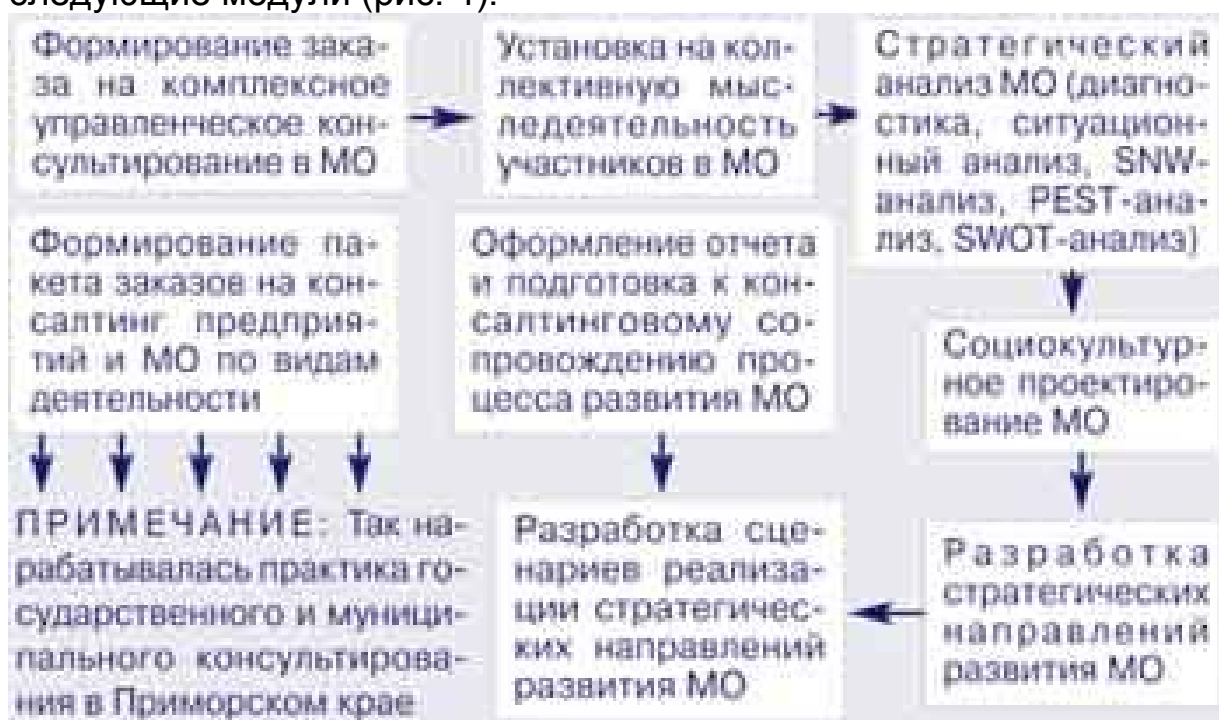 следующие модули (рис. 4).
Формирование зака-
за на комплексное
управленческое кон-
сультирование в МО
Установка на кол-
лективную мыс-
ледеятельность
участников в МО
Стратегический
анализ МО (диагно-
стика, ситуацион-
ный анализ, SNW-
анализ, PEST-ана-
лиз, SWOT-анализ)
Формирование па-
кета заказов на кон-
салтинг предприя-
тий и МО по видам
деятельности
Оформление отчета
и подготовка к кон-
салтинговому со-
провождению про-
цесса развития МО
Социокультур-
ное проектиро-
вание МО
ПРИМЕЧАНИЕ: Так на-
рабатывалась практика го-
сударственного и муници-
пального консультирова-
ния в Приморском крае
Разработка сце-
нариев реализа-
ции стратегичес-
ких направлений
развития МО
Разработка
стратегических
направлений
развития МО